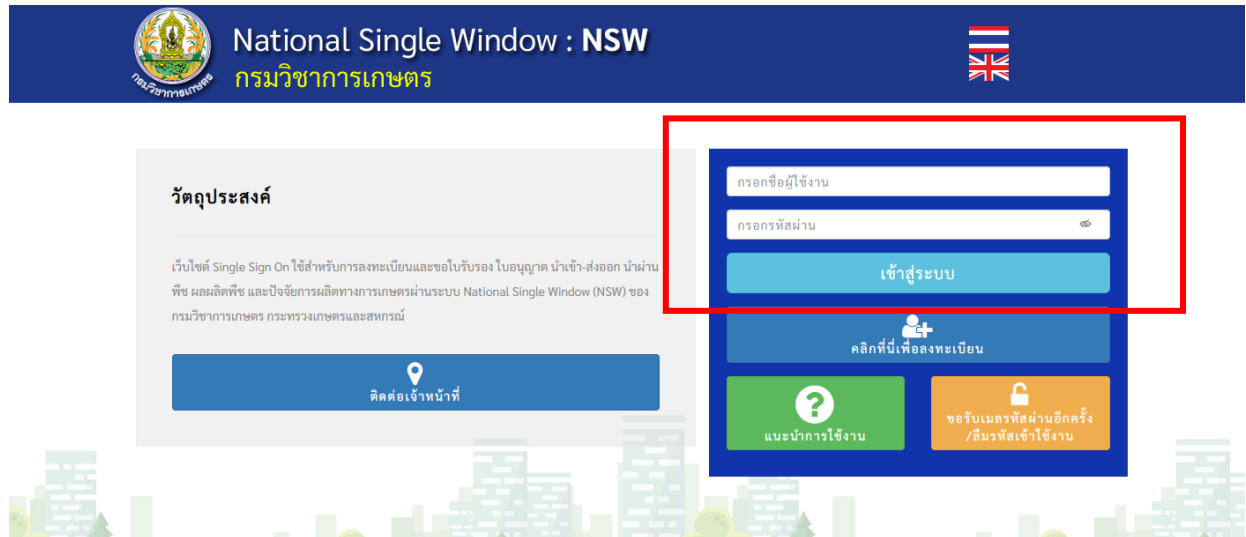 National Single Window : NSW
กรมวิชาการเกษตร
กรมวิชาการเกษตร
วัตถุประสงค์
เว็บไซต์ Single Sign On ใช้สำหรับการลงทะเบียนและขอใบรับรอง ใบอนุญาต นำเข้า-ส่งออก นำผ่าน
พืช ผลผลิตพืช และปัจจัยการผลิตทางการเกษตรผ่านระบบ National Single Window (NSW) ของ
กรมวิชาการเกษตร กระทรวงเกษตรและสหกรณ์
ติดต่อเจ้าหน้าที่
กรอกชื่อผู้ใช้งาน
กรอกรหัสผ่าน
เข้าสู่ระบบ
คลิกที่นี่เพื่อลงทะเบียน
แนะนำการใช้งาน
ขอรับเมลรหัสผ่านอีกครั้ง
/ลืมรหัสเข้าใช้งาน